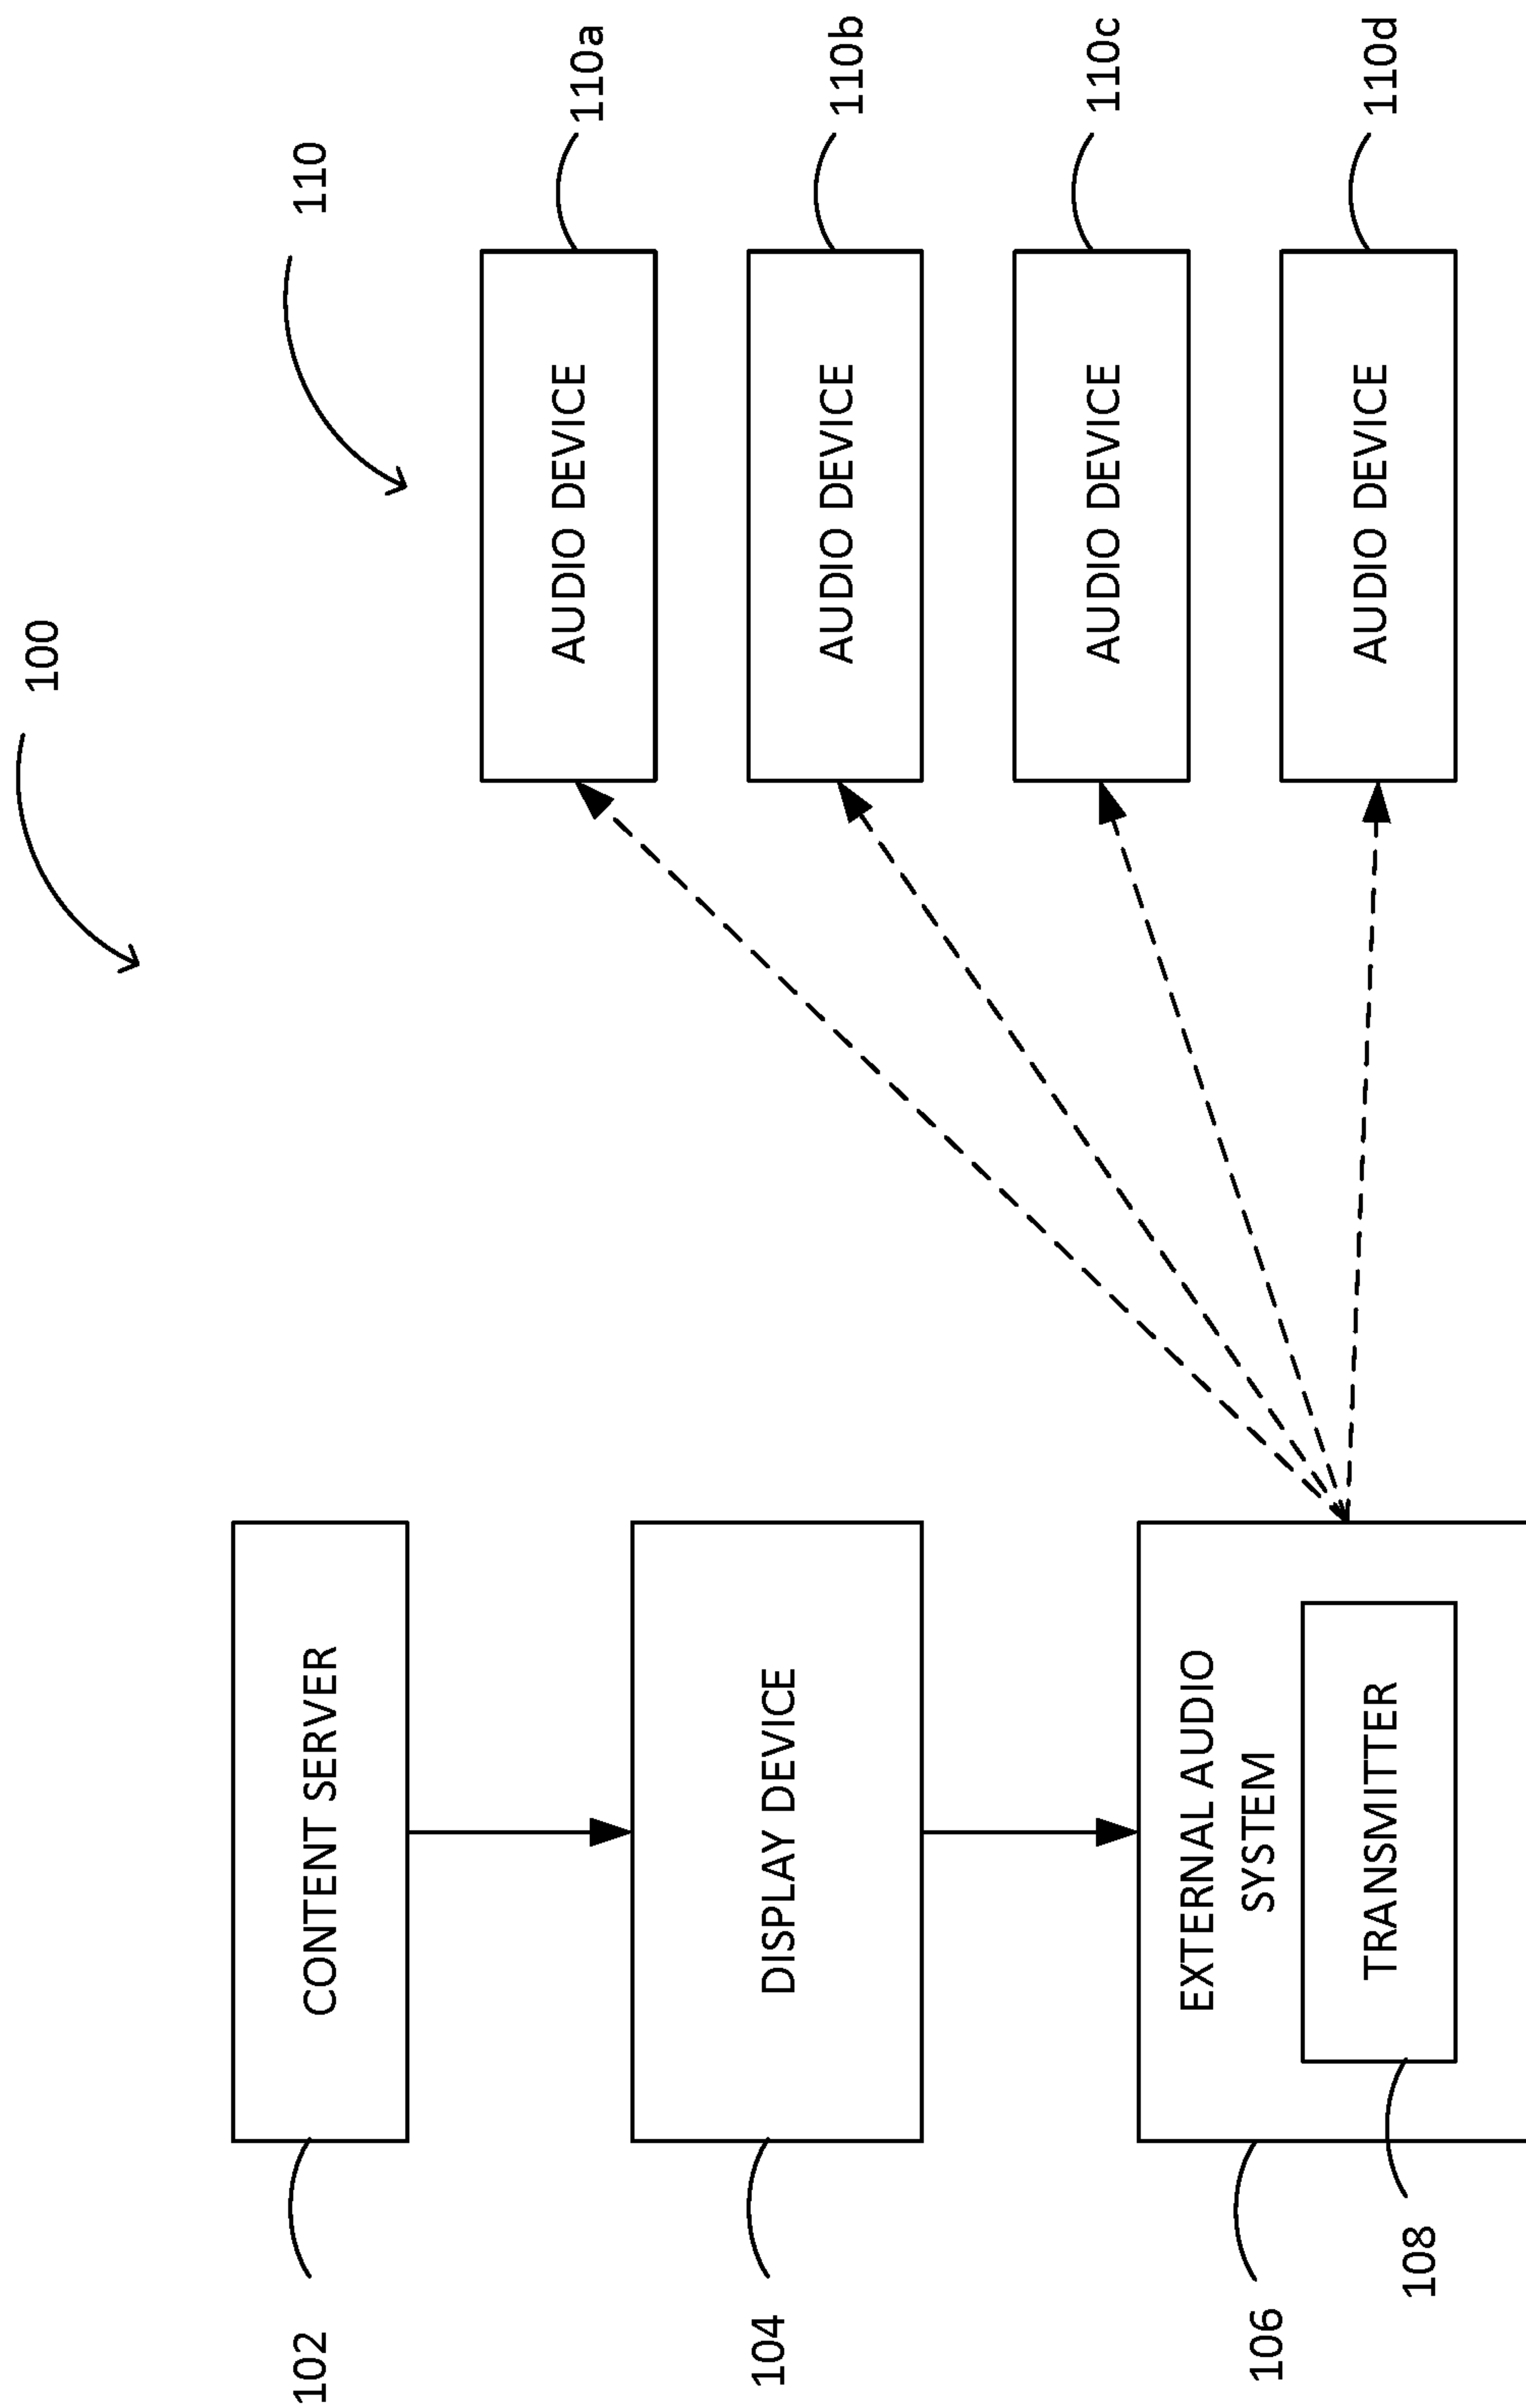 100
110
102
CONTENT SERVER
104
DISPLAY DEVICE
106
EXTERNAL AUDIO
SYSTEM
108
TRANSMITTER
AUDIO DEVICE
110a
AUDIO DEVICE
110b
AUDIO DEVICE
110c
AUDIO DEVICE
110d